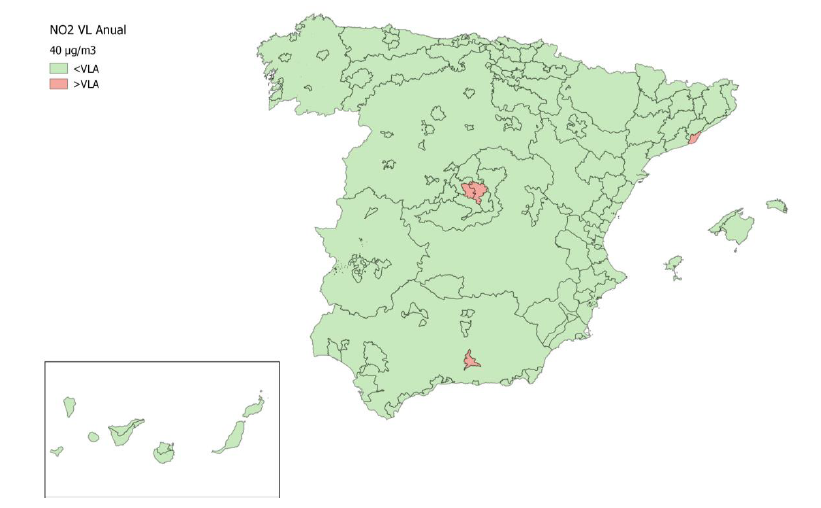 NO2 VL Anual
40 µg/m3
<VLA
>VLA